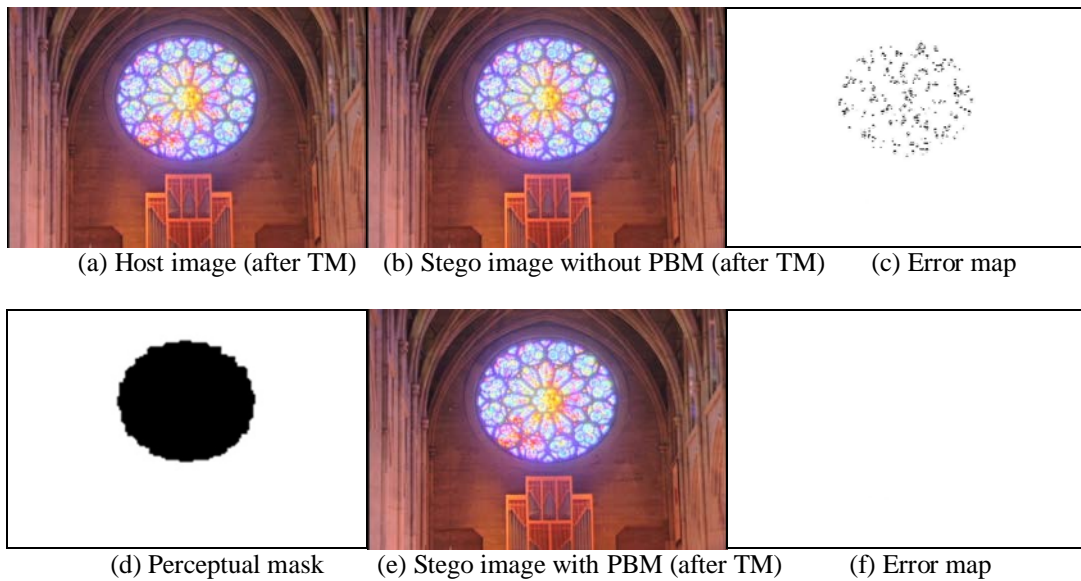 (a) Host image (after TM) (b) Stego image without PBM (after TM) (c) Error map
(d) Perceptual mask (e) Stego image with PBM (after TM) (f) Error map